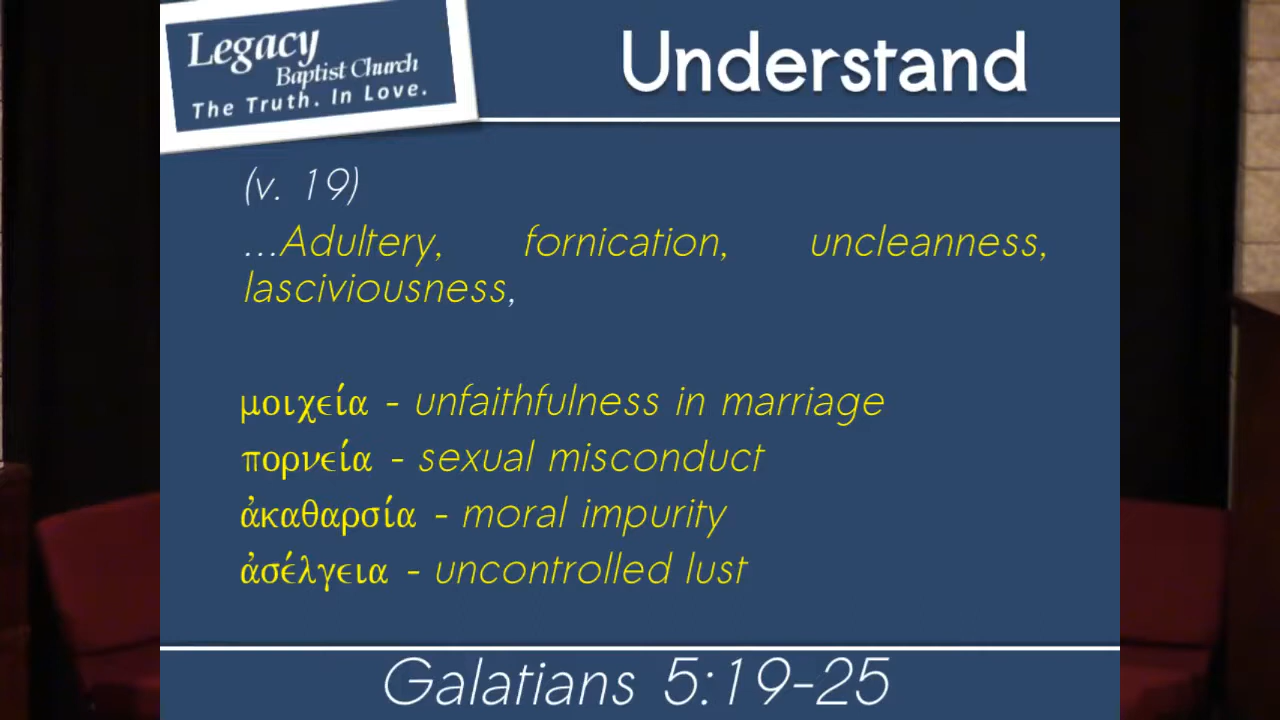 Legacy
Baptist Church
The Truth. In Love.
Understand
(v. 19)
...Adultery, fornication, uncleanness,
lasciviousness,
μοιχεία - unfaithfulness in marriage
πορνεία - sexual misconduct
ἀκαθαρσία - moral impurity
ἀσέλγεια - uncontrolled lust
Galatians 5:19-25